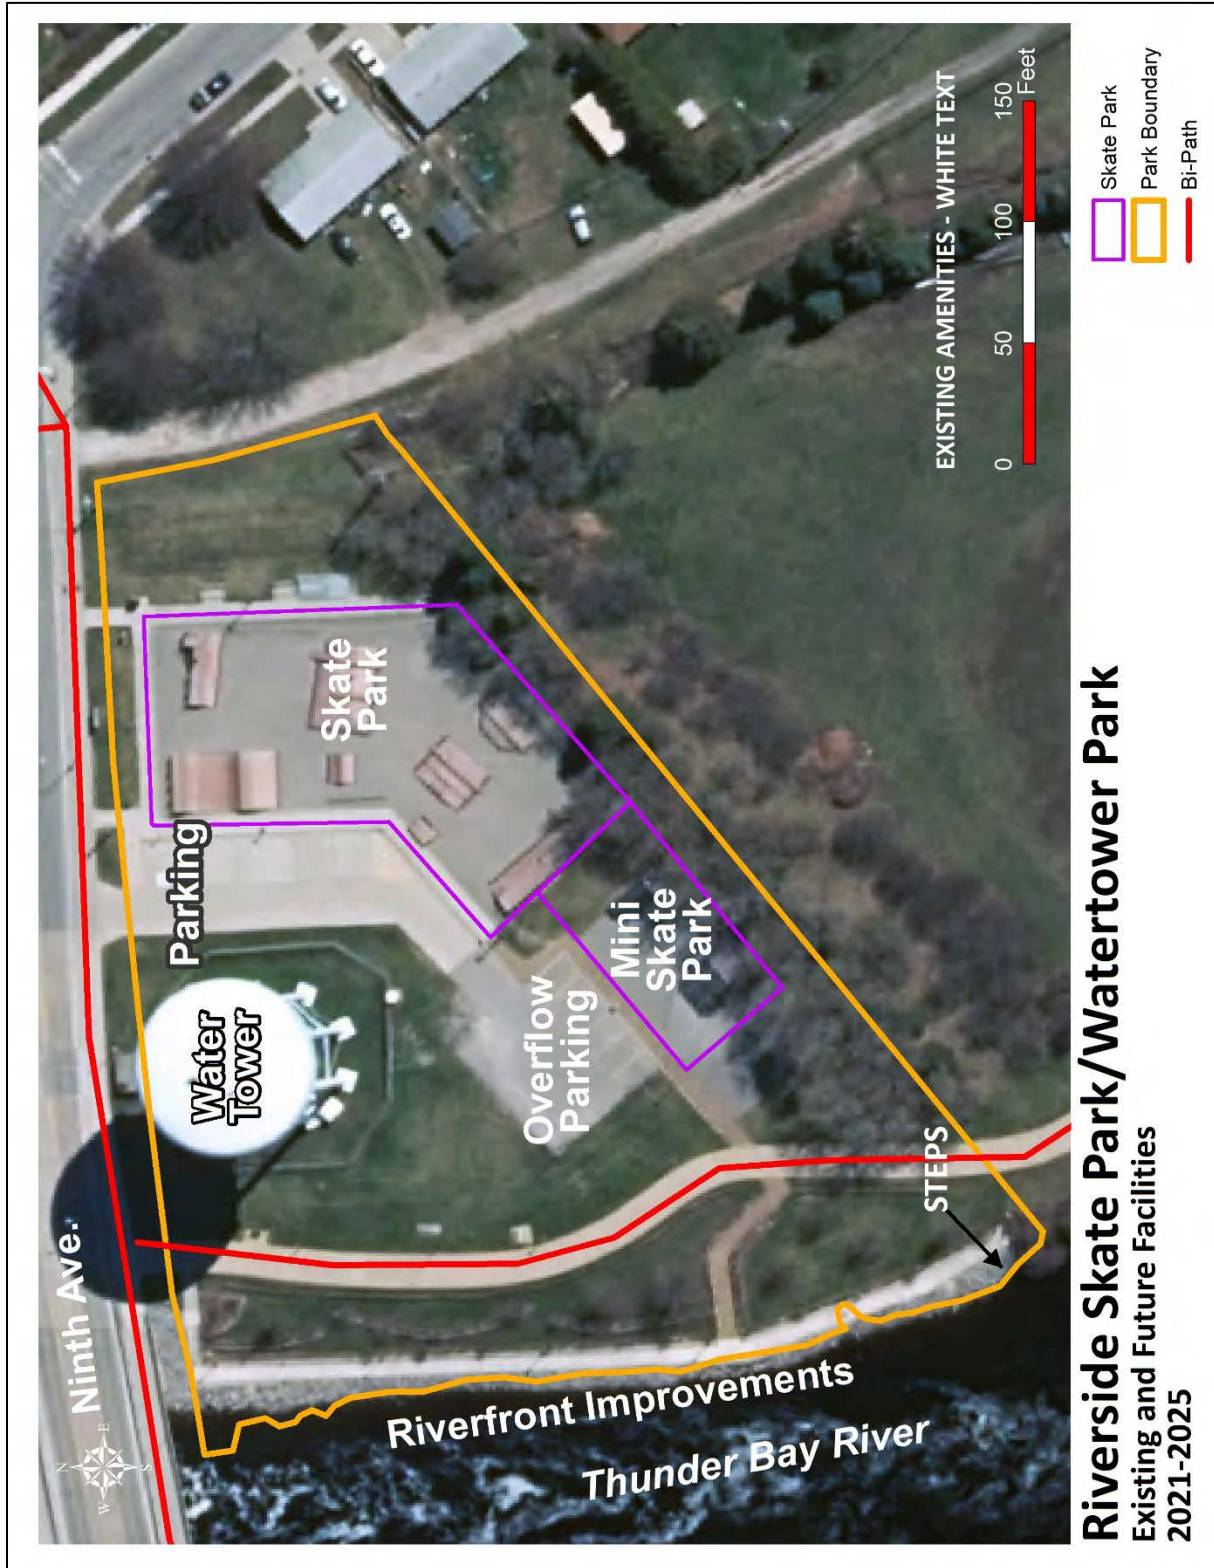 Ninth Ave.
N
W
E
S
Parking
Water
Tower
Skate
Park
Overflow
Parking
Mini
Skate
Park
STEPS
Riverfront Improvements
Thunder Bay River
EXISTING AMENITIES - WHITE TEXT
0 50 100 150
Feet
Riverside Skate Park/Watertower Park
Existing and Future Facilities
2021-2025
Skate Park
Park Boundary
Bi-Path